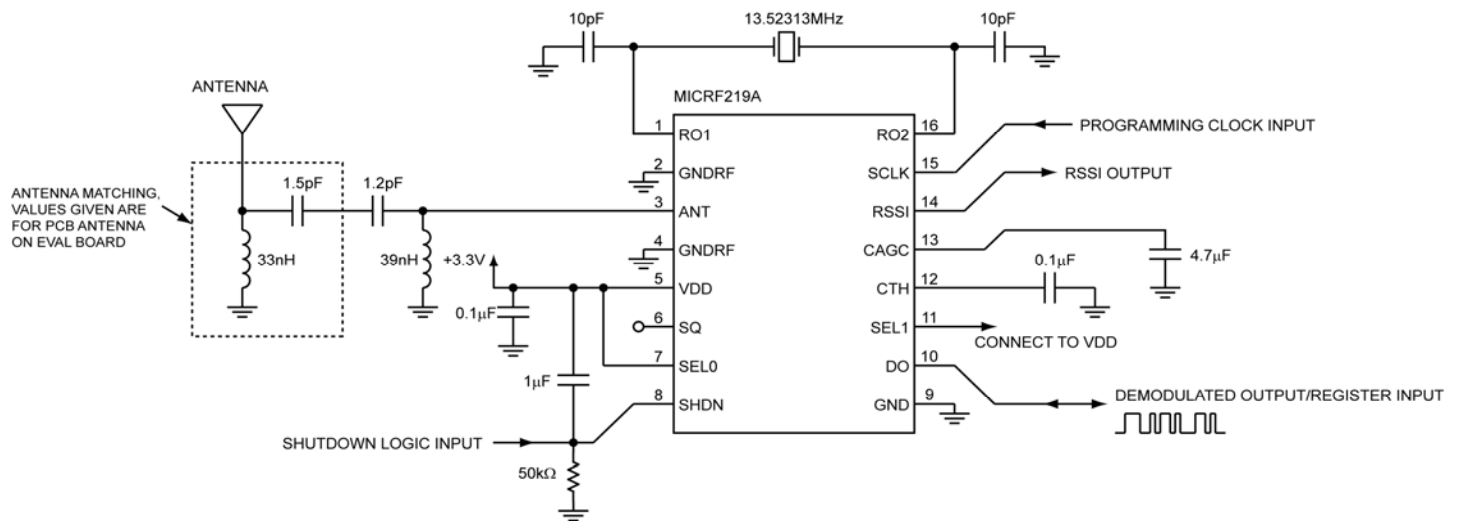 10pF
13.52313MHz
10pF
ANTENNA
MICRF219A
1
RO1
RO2
16
PROGRAMMING CLOCK INPUT
2
GNDRF
SCLK
15
RSSI OUTPUT
ANTENNA MATCHING,
VALUES GIVEN ARE
FOR PCB ANTENNA
ON EVAL BOARD
1.5pF
1.2pF
3
ANT
RSSI
14
33nH
39nH
+3.3V
4
GNDRF
CAGC
13
4.7μF
5
VDD
CTH
12
0.1μF
0.1μF
6
SQ
SEL1
11
CONNECT TO VDD
7
SEL0
DO
10
1μF
8
SHDN
GND
9
DEMODULATED OUTPUT/REGISTER INPUT
SHUTDOWN LOGIC INPUT
50kΩ